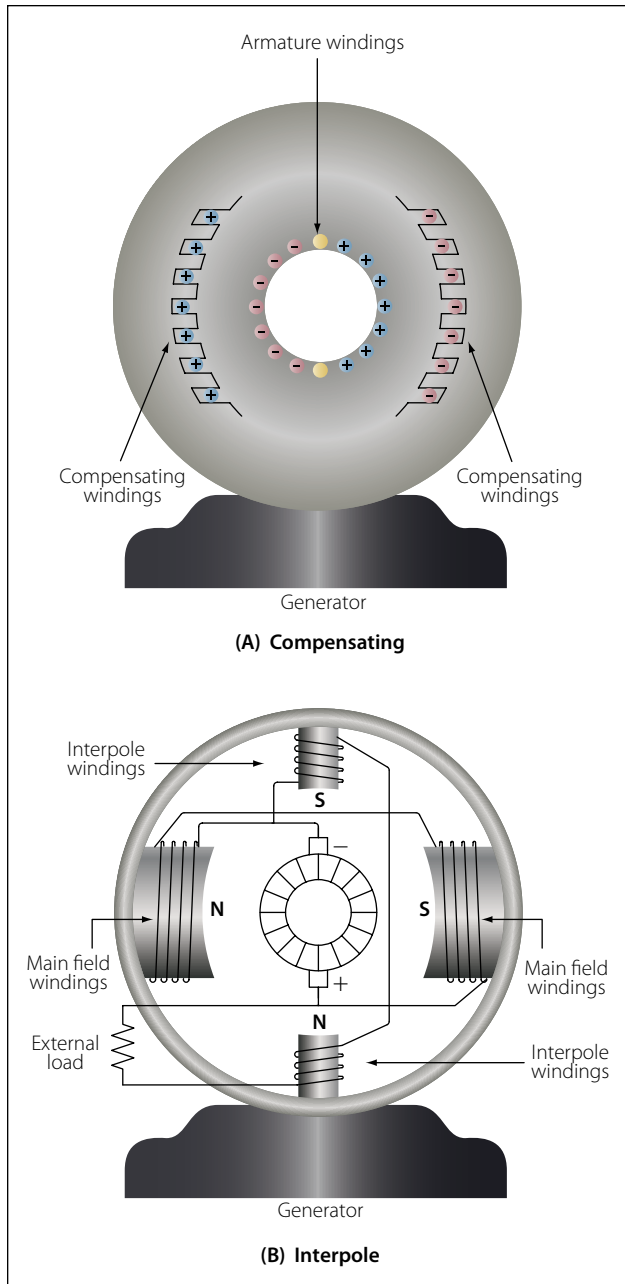 Armature windings
+
+
+
+
+
+
+
-
-
-
-
-
-
-
+
+
+
+
+
+
+
-
-
-
-
-
-
-
Compensating
windings
Compensating
windings
Generator
(A) Compensating
Interpole
windings
S
−
N
S
Main field
windings
Main field
windings
+
N
External
load
Interpole
windings
Generator
(B) Interpole